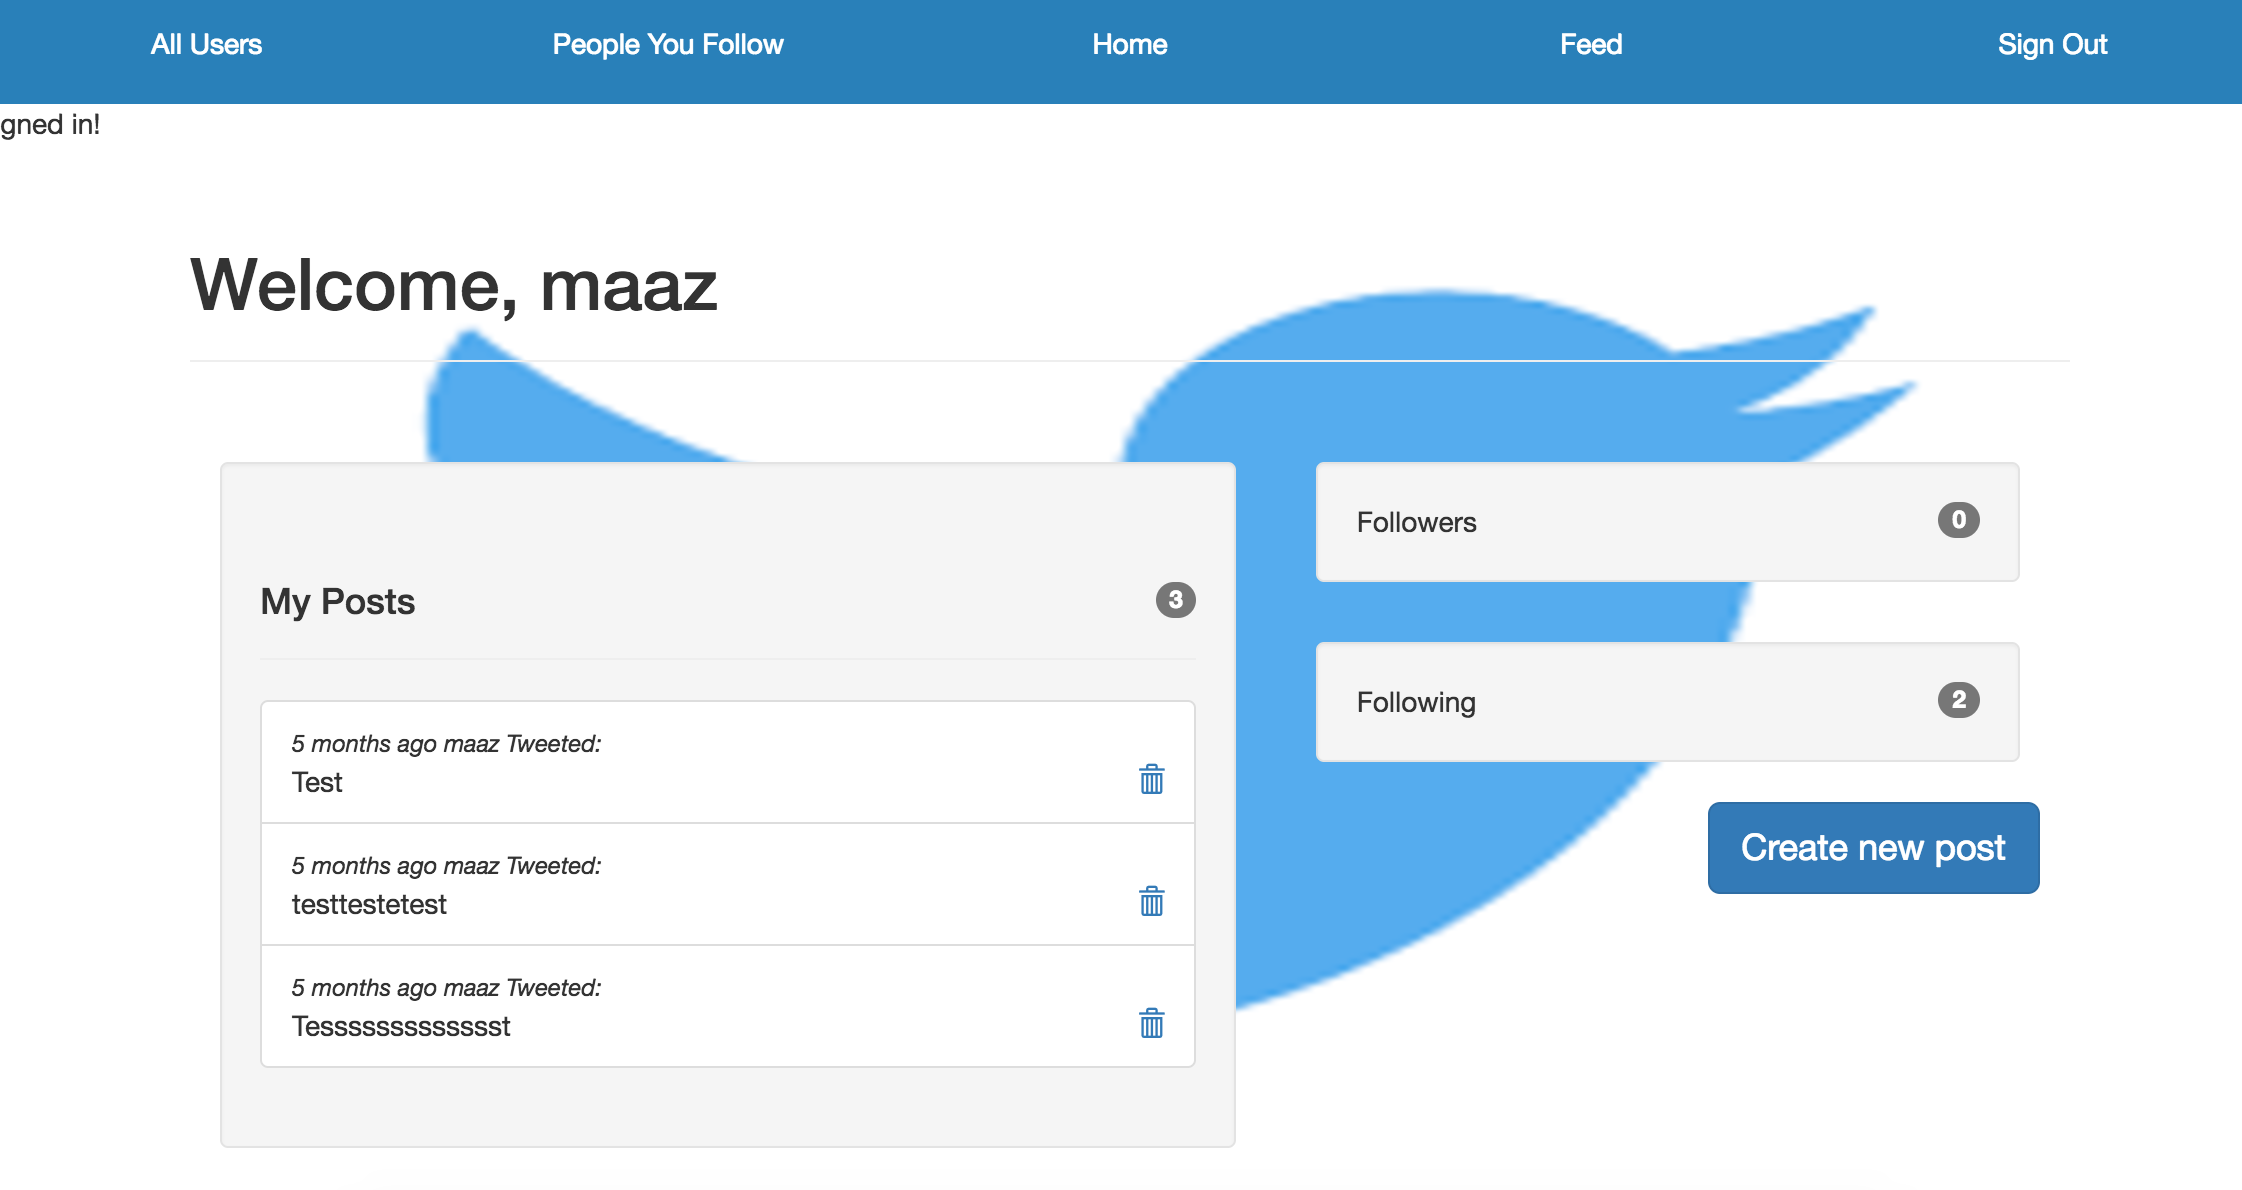 All Users People You Follow Home Feed Sign Out
gned in!
Welcome, maaz
My Posts 3
5 months ago maaz Tweeted:
Test
5 months ago maaz Tweeted:
testtestetest
5 months ago maaz Tweeted:
Tesssssssssssssst
Followers 0
Following 2
Create new post